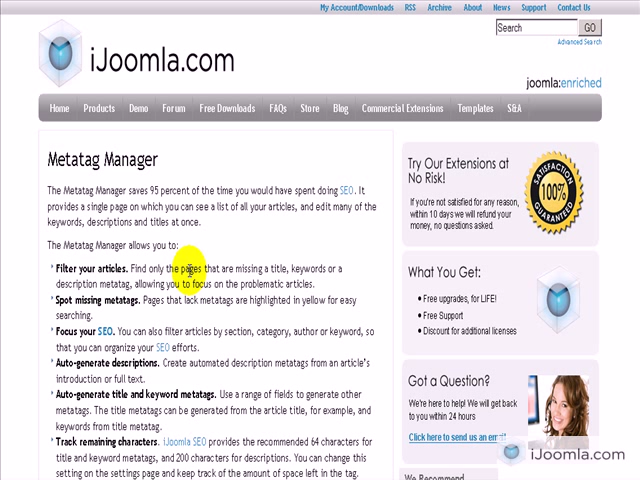 My Account/Downloads RSS Archive About News Support Contact Us
Search GO
Advanced Search
iJoomla.com
joomla:enriched
Home Products Demo Forum Free Downloads FAQs Store Blog Commercial Extensions Templates S&A
Metatag Manager
The Metatag Manager saves 95 percent of the time you would have spent doing SEO. It
provides a single page on which you can see a list of all your articles, and edit many of the
keywords, descriptions and titles at once.
The Metatag Manager allows you to:
Filter your articles. Find only the pages that are missing a title, keywords or a
description metatag, allowing you to focus on the problematic articles.
Spot missing metatags. Pages that lack metatags are highlighted in yellow for easy
searching.
Focus your SEO. You can also filter articles by section, category, author or keyword, so
that you can organize your SEO efforts.
Auto-generate descriptions. Create automated description metatags from an article's
introduction or full text.
Auto-generate title and keyword metatags. Use a range of fields to generate other
metatags. The title metatags can be generated from the article title, for example, and
keywords from title metatag.
Track remaining characters. iJoomla SEO provides the recommended 64 characters for
title and keyword metatags, and 200 characters for descriptions. You can change this
setting on the settings page and keep track of the amount of space left in the tag.
Try Our Extensions at
No Risk!
If you're not satisfied for any reason,
within 10 days we will refund your
money, no questions asked.
SATISFACTION
100%
GUARANTEED
What You Get:
Free upgrades, for LIFE!
Free Support
Discount for additional licenses
Got a Question?
We're here to help! We will get back
to you within 24 hours
Click here to send us an email
We Recommend
iJoomla.com